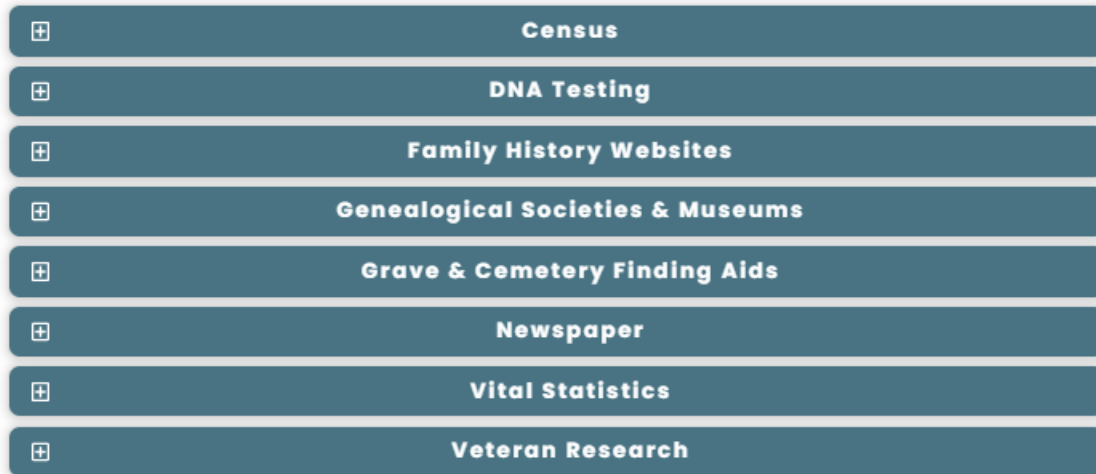 Census
DNA Testing
Family History Websites
Genealogical Societies & Museums
Grave & Cemetery Finding Aids
Newspaper
Vital Statistics
Veteran Research